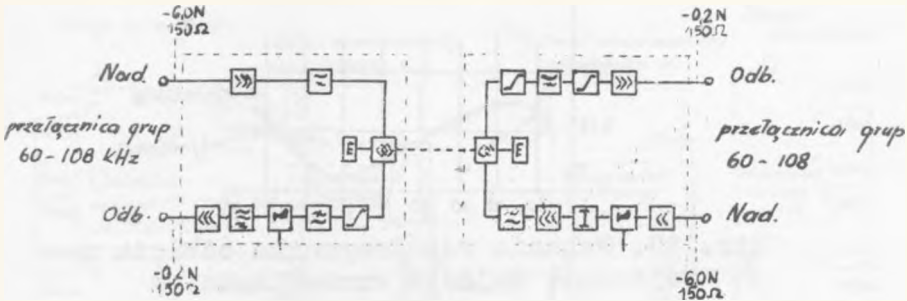 -6,0N
150Ω
-0,2N
150Ω
Nad.
Odb.
przełącznica grup
60-108 kHz
E
E
przełącznica grup
60-108
Odb.
Nad.
-0,2N
150Ω
-6,0N
150Ω